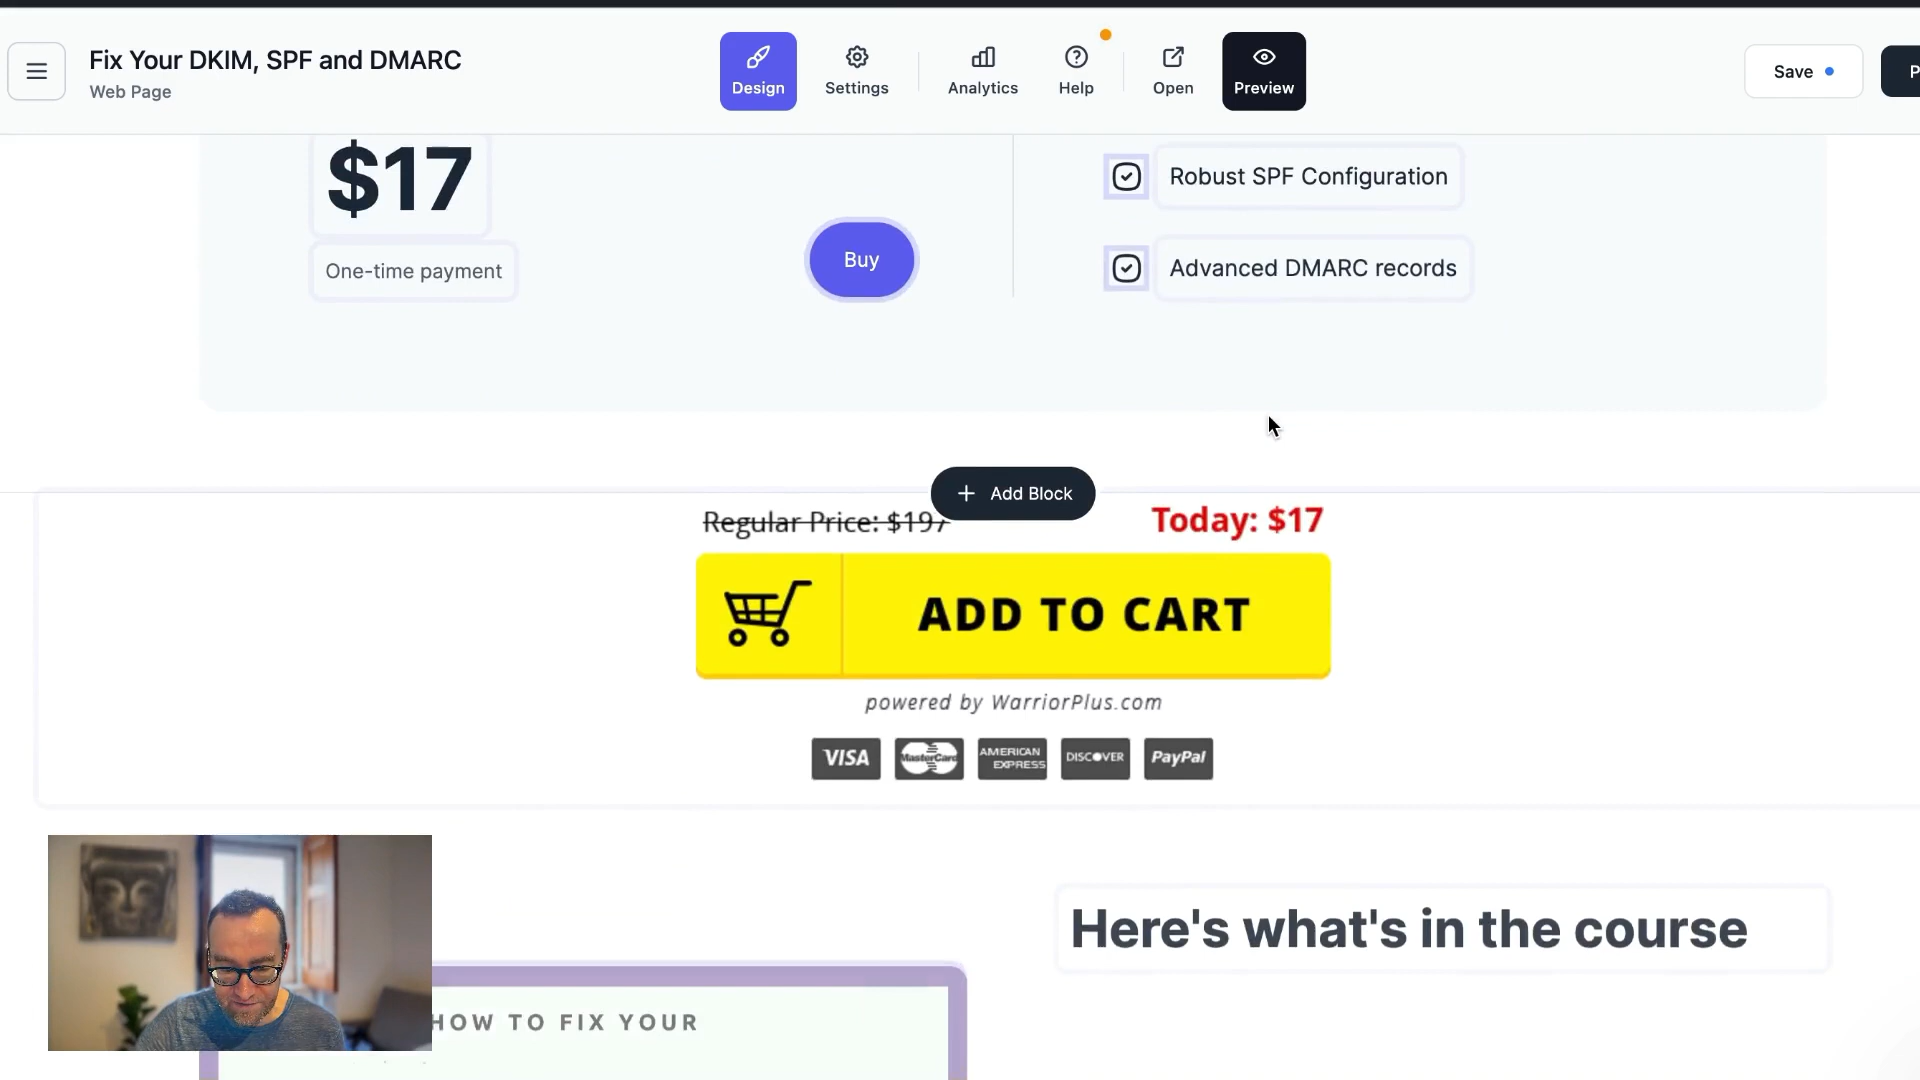 Fix Your DKIM, SPF and DMARC
Web Page
Design
Settings
Analytics
Help
Open
Preview
Save
P
$17
One-time payment
Buy
Robust SPF Configuration
Advanced DMARC records
Add Block
Regular Price: $197
Today: $17
ADD TO CART
powered by WarriorPlus.com
VISA
MasterCard
AMERICAN EXPRESS
DISCOVER
PayPal
Here's what's in the course
HOW TO FIX YOUR